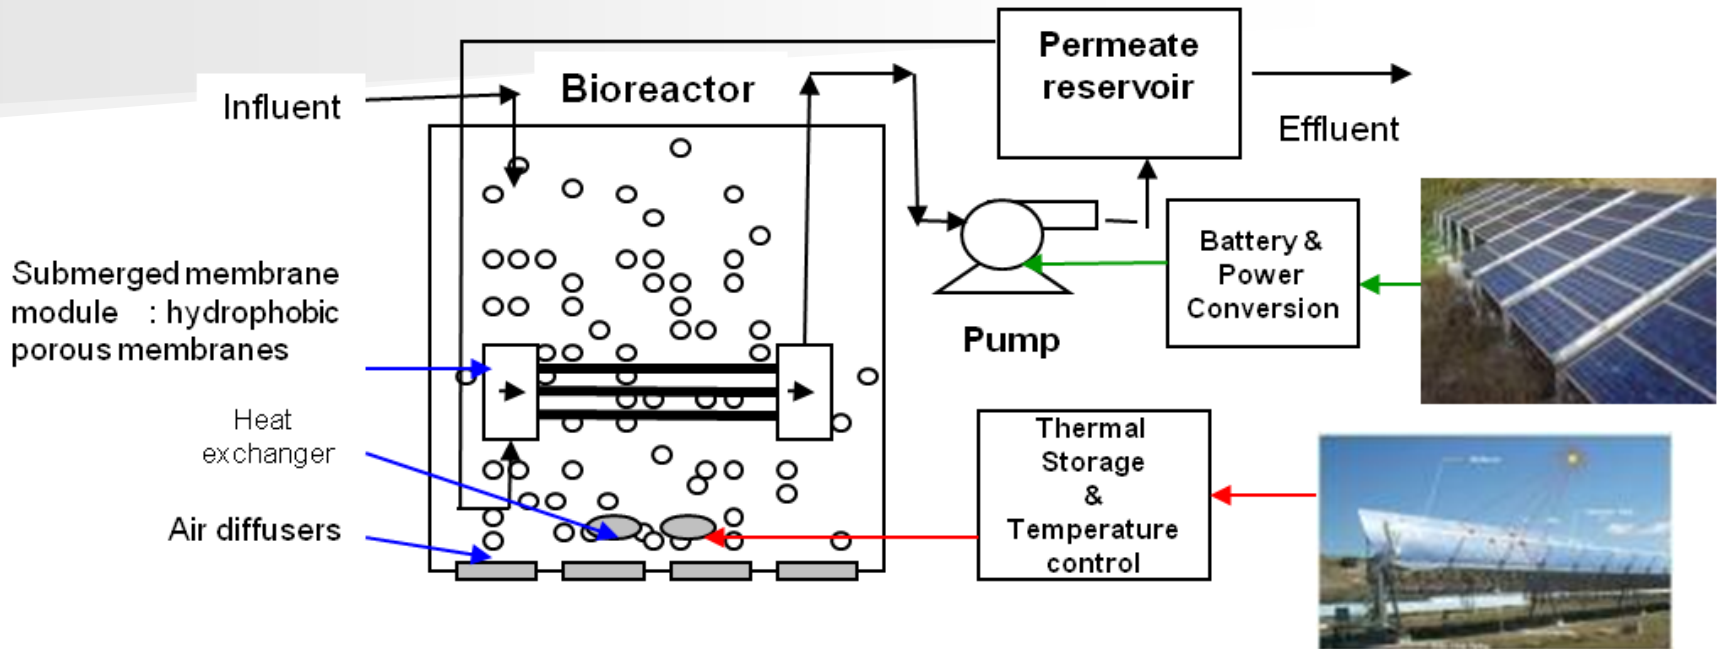 Permeate
reservoir
Bioreactor
Influent
Effluent
Submerged membrane
module : hydrophobic
porous membranes
Battery &
Power
Conversion
Pump
Heat
exchanger
Thermal
Storage
&
Temperature
control
Air diffusers